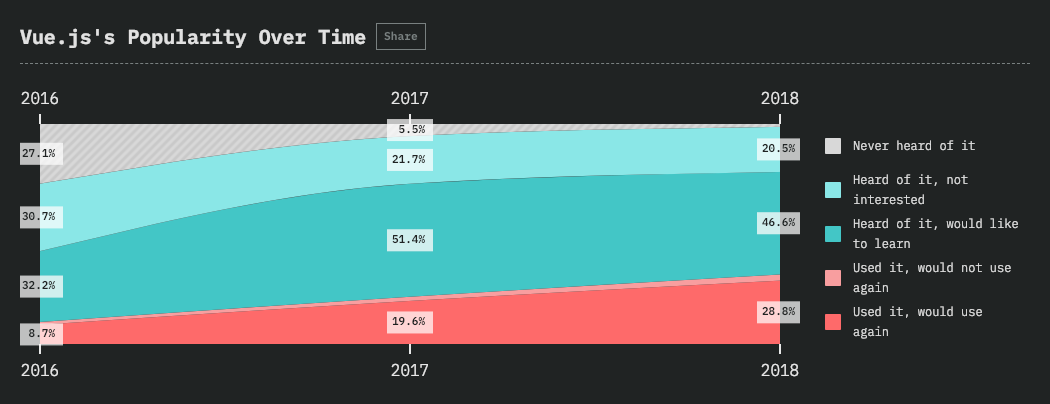 Vue.js's Popularity Over Time
Share
2016 2017 2018
5.5%
27.1%
21.7%
20.5%
30.7%
51.4%
46.6%
32.2%
19.6%
28.8%
8.7%
2016 2017 2018
Never heard of it
Heard of it, not
interested
Heard of it, would like
to learn
Used it, would not use
again
Used it, would use
again